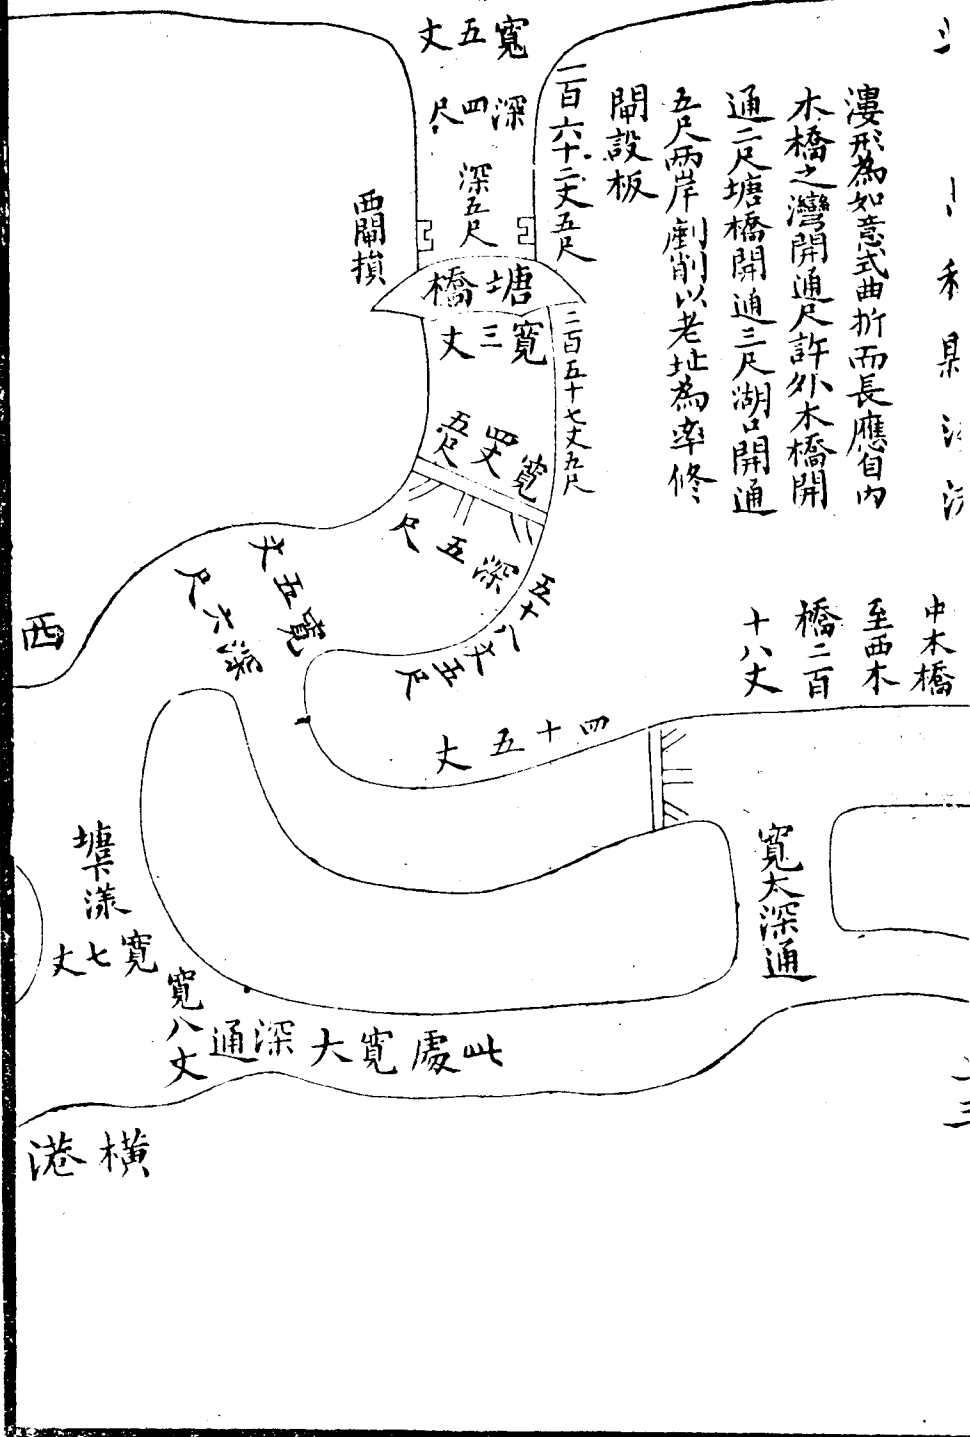 漊形為如意式曲折而長應自內
木橋之灣開通尺許外木橋開
通二尺塘橋開通三尺湖口開通
五尺兩岸剷削以老址為率修
閘設板
中木橋
至西木
橋二百
十八丈
寬五丈
深四尺
深五尺
一百六十二丈五尺
西閘損
塘橋
寬三丈
二百五十七丈九尺
寬四丈五尺
深五尺
五十八丈五尺
寬五丈
深六尺
西
四十五丈
寬大深通
塘下漾
寬七丈
寬八丈
此處寬大深通
橫港